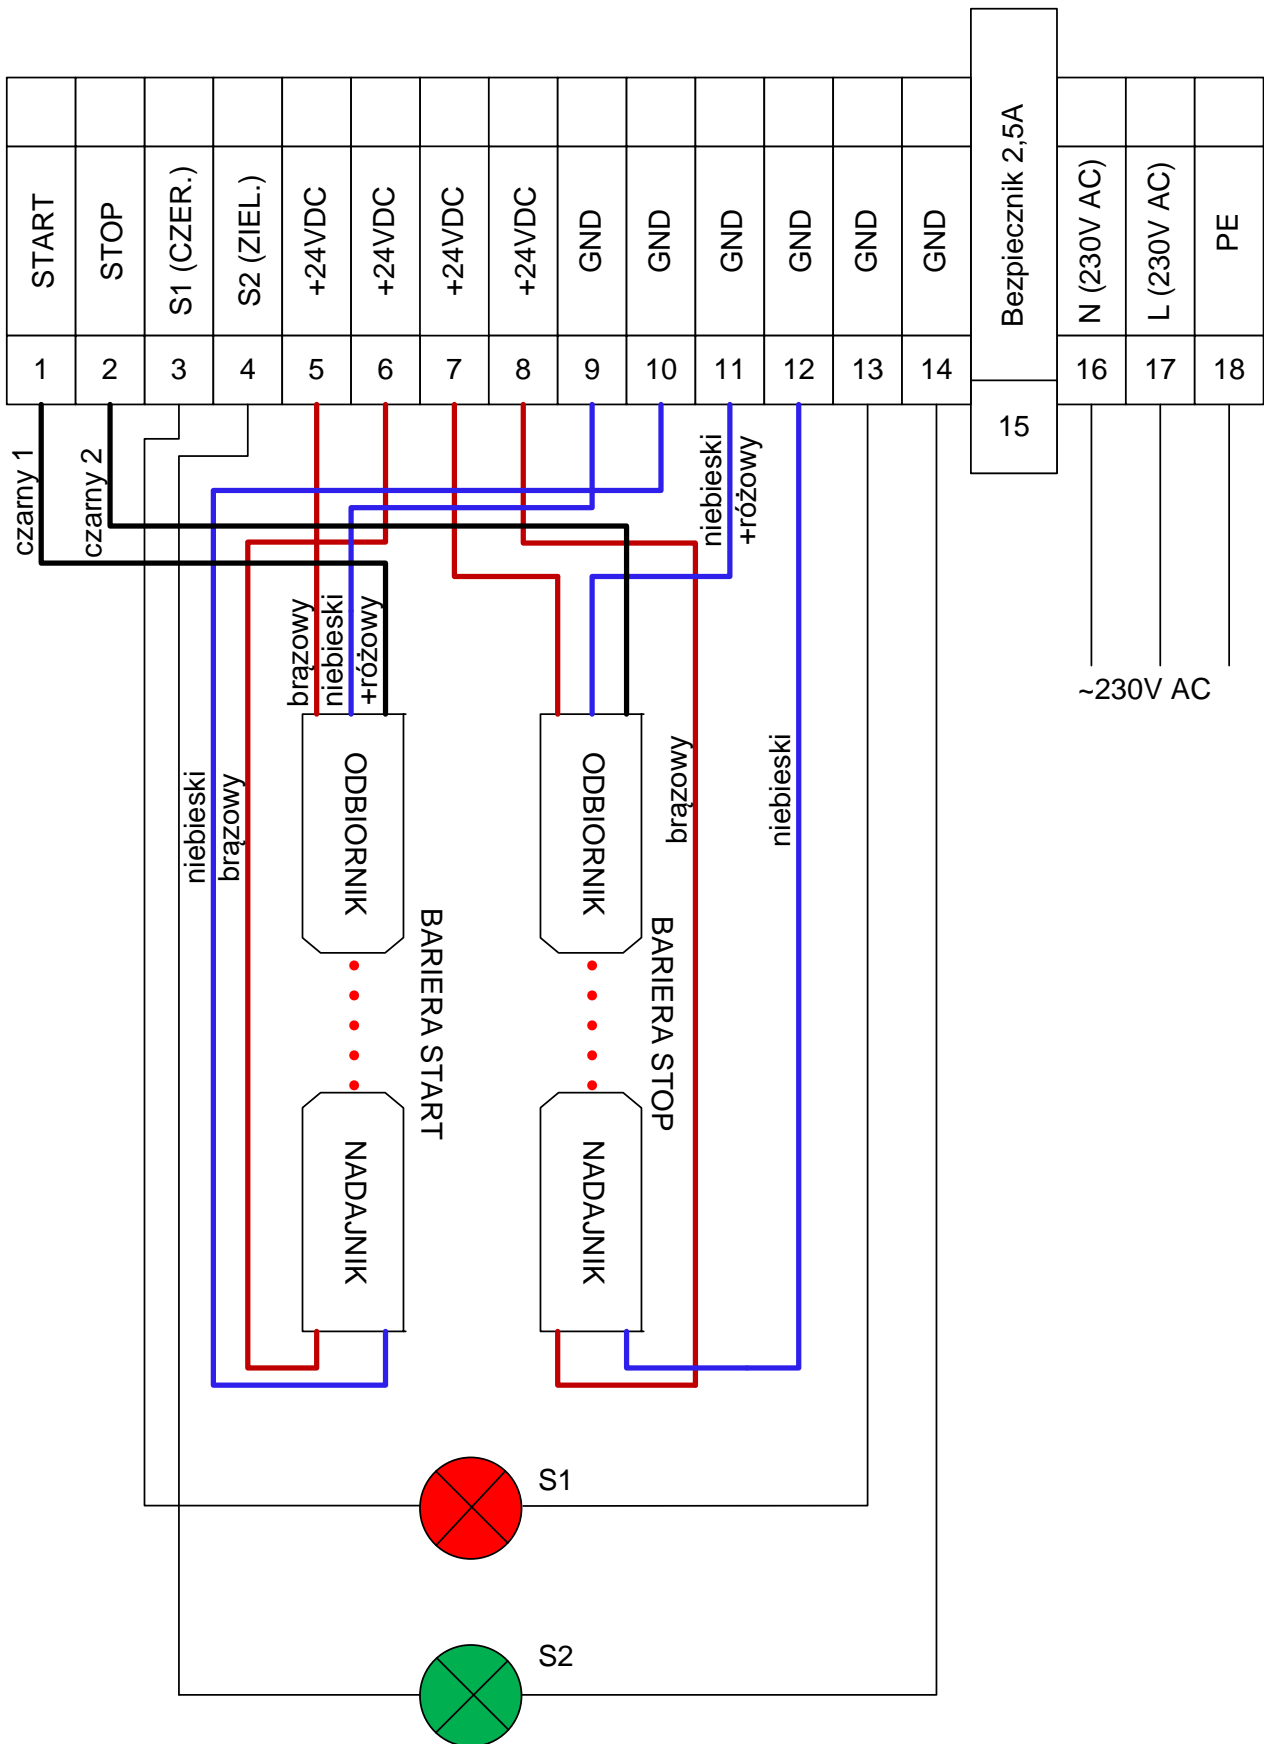 START
STOP
S1 (CZER.)
S2 (ZIEL.)
+24VDC
+24VDC
+24VDC
+24VDC
GND
GND
GND
GND
GND
GND
Bezpiecznik 2,5A
N (230V AC)
L (230V AC)
PE
1
2
3
4
5
6
7
8
9
10
11
12
13
14
15
16
17
18
czarny 1
czarny 2
niebieski
+różowy
~230V AC
brązowy
niebieski
+różowy
niebieski
brązowy
ODBIORNIK
ODBIORNIK
brązowy
niebieski
BARIERA START
BARIERA STOP
NADAJNIK
NADAJNIK
S1
S2